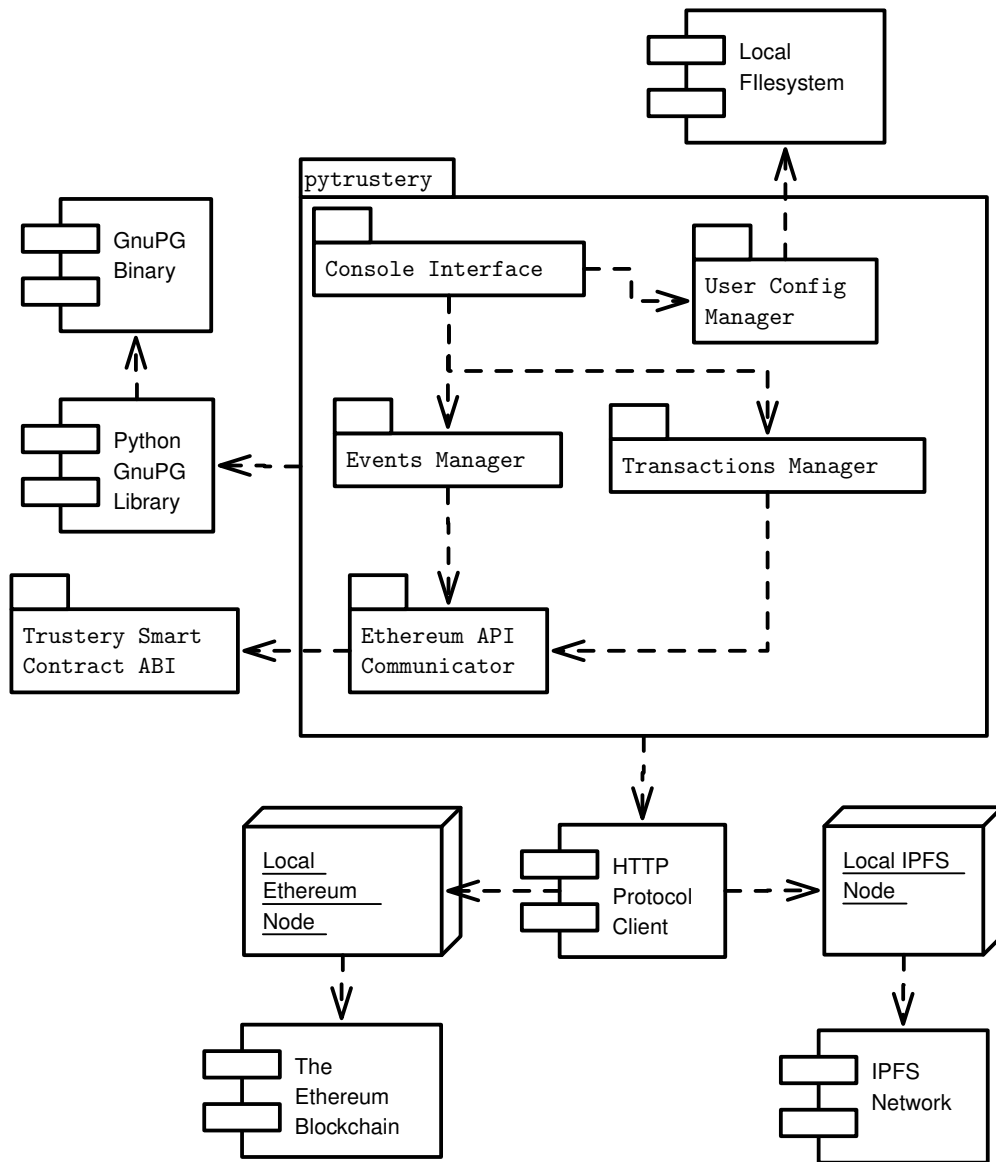 Local
FIlesystem
pytrustery
GnuPG
Binary
Console Interface
User Config
Manager
Python
GnuPG
Library
Events Manager
Transactions Manager
Trustery Smart
Contract ABI
Ethereum API
Communicator
Local
Ethereum
Node
HTTP
Protocol
Client
Local IPFS
Node
The
Ethereum
Blockchain
IPFS
Network